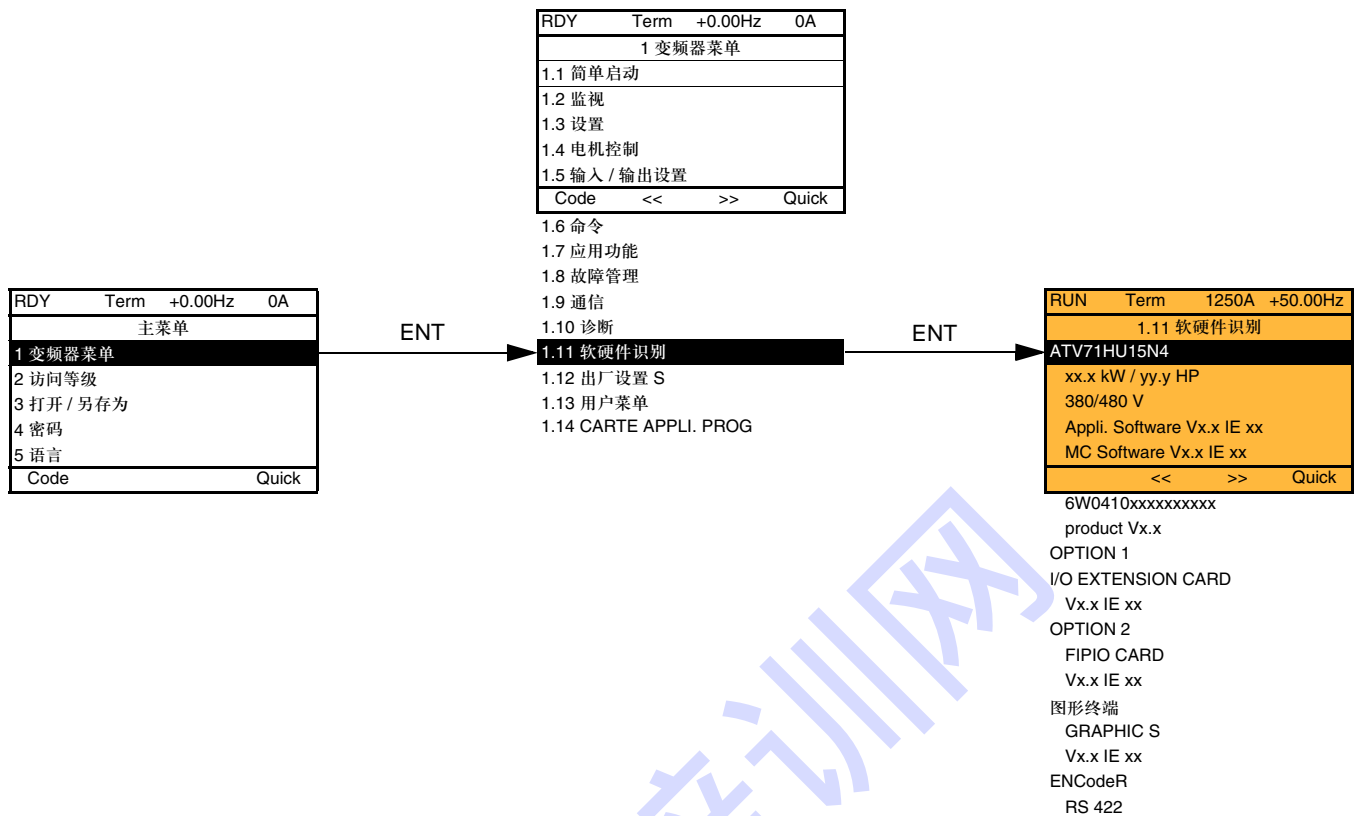 RDY Term +0.00Hz 0A
主菜单
1 变频器菜单
2 访问等级
3 打开 / 另存为
4 密码
5 语言
Code Quick
ENT
RDY Term +0.00Hz 0A
1 变频器菜单
1.1 简单启动
1.2 监视
1.3 设置
1.4 电机控制
1.5 输入 / 输出设置
Code << >> Quick
1.6 命令
1.7 应用功能
1.8 故障管理
1.9 通信
1.10 诊断
1.11 软硬件识别
1.12 出厂设置 S
1.13 用户菜单
1.14 CARTE APPLI. PROG
ENT
RUN Term 1250A +50.00Hz
1.11 软硬件识别
ATV71HU15N4
xx.x kW / yy.y HP
380/480 V
Appli. Software Vx.x IE xx
MC Software Vx.x IE xx
<< >> Quick
6W0410xxxxxxxxxx
product Vx.x
OPTION 1
I/O EXTENSION CARD
Vx.x IE xx
OPTION 2
FIPIO CARD
Vx.x IE xx
图形终端
GRAPHIC S
Vx.x IE xx
ENCodeR
RS 422
培训网